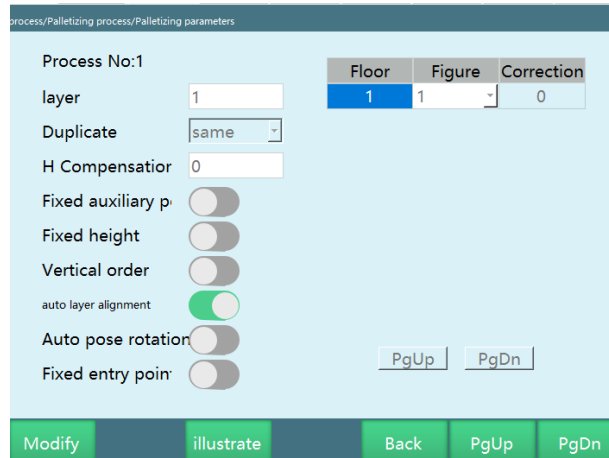 process/Palletizing process/Palletizing parameters
Process No:1
Floor Figure Correction
1 1 0
layer 1
Duplicate same
H Compensation 0
Fixed auxiliary p
Fixed height
Vertical order
auto layer alignment
Auto pose rotation
Fixed entry poin
PgUp PgDn
Modify illustrate Back PgUp PgDn